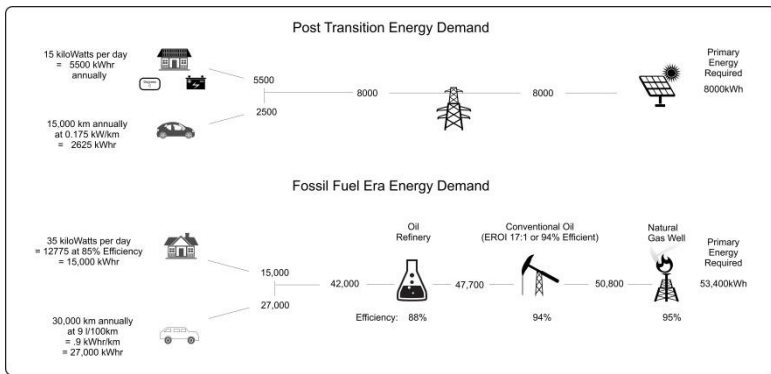 Post Transition Energy Demand
15 kiloWatts per day
= 5500 kWhr
annually
5500
15,000 km annually
at 0.175 kW/km
= 2625 kWhr
2500
8000
8000
Primary
Energy
Required
8000kWh
Fossil Fuel Era Energy Demand
35 kiloWatts per day
= 12775 at 85% Efficiency
= 15,000 kWhr
15,000
30,000 km annually
at 9 l/100km
= .9 kWhr/km
= 27,000 kWhr
27,000
42,000
Oil
Refinery
Efficiency: 88%
47,700
Conventional Oil
(EROI 17:1 or 94% Efficient)
94%
50,800
Natural
Gas Well
95%
Primary
Energy
Required
53,400kWh